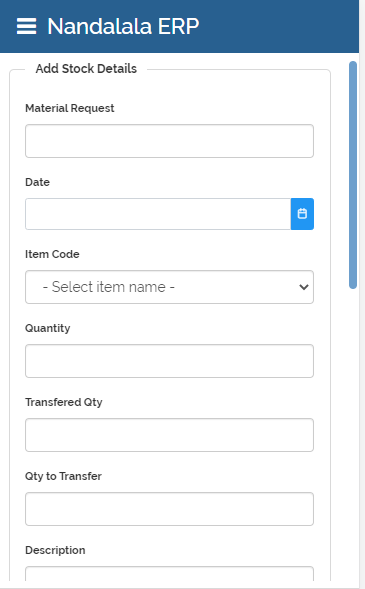 Nandalala ERP
Add Stock Details
Material Request
Date
Item Code
- Select item name -
Quantity
Transfered Qty
Qty to Transfer
Description